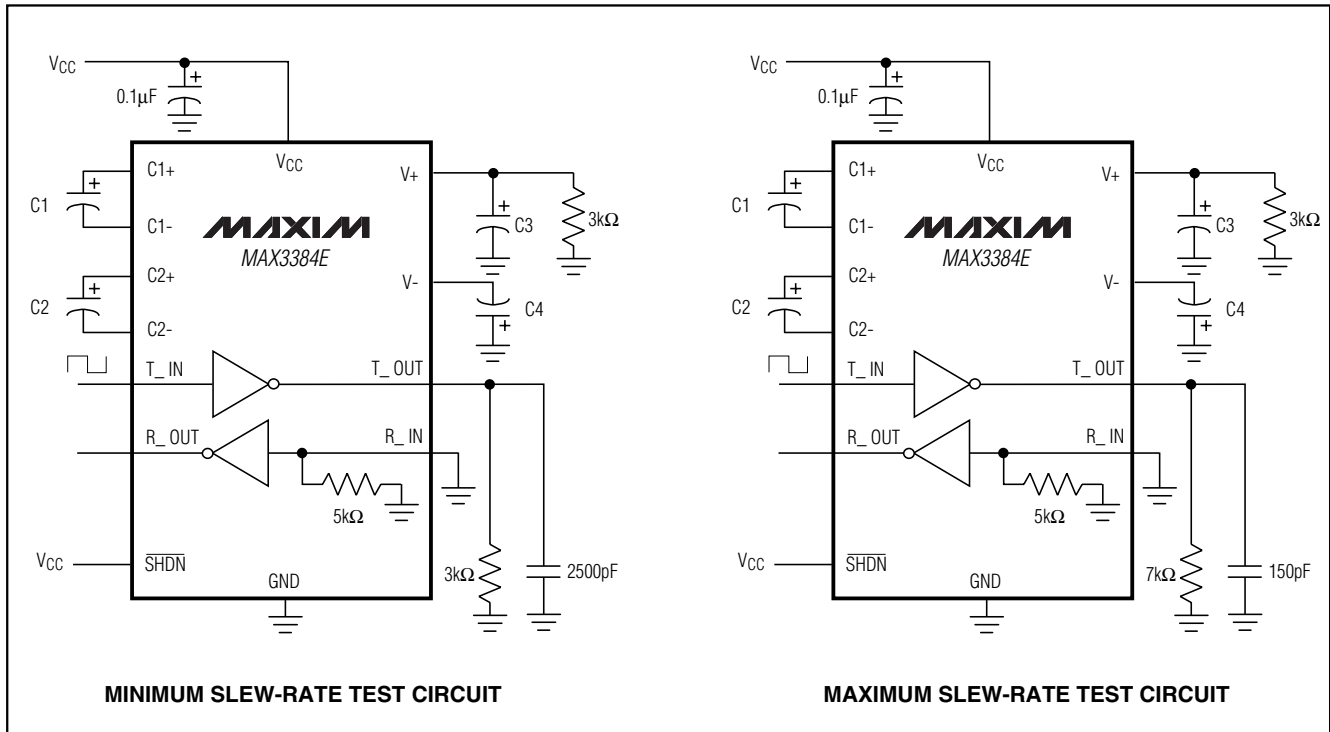 VCC
+
0.1µF
VCC
C1+
V+
C1
+
C1-
+
C3
3kΩ
MAXIM
MAX3384E
C2+
V-
C2
+
C2-
C4
+
T_ IN
T_ OUT
R_ OUT
R_ IN
5kΩ
VCC
SHDN
GND
3kΩ
2500pF
MINIMUM SLEW-RATE TEST CIRCUIT
VCC
+
0.1µF
VCC
C1+
V+
C1
+
C1-
+
C3
3kΩ
MAXIM
MAX3384E
C2+
V-
C2
+
C2-
C4
+
T_ IN
T_ OUT
R_ OUT
R_ IN
5kΩ
VCC
SHDN
GND
7kΩ
150pF
MAXIMUM SLEW-RATE TEST CIRCUIT